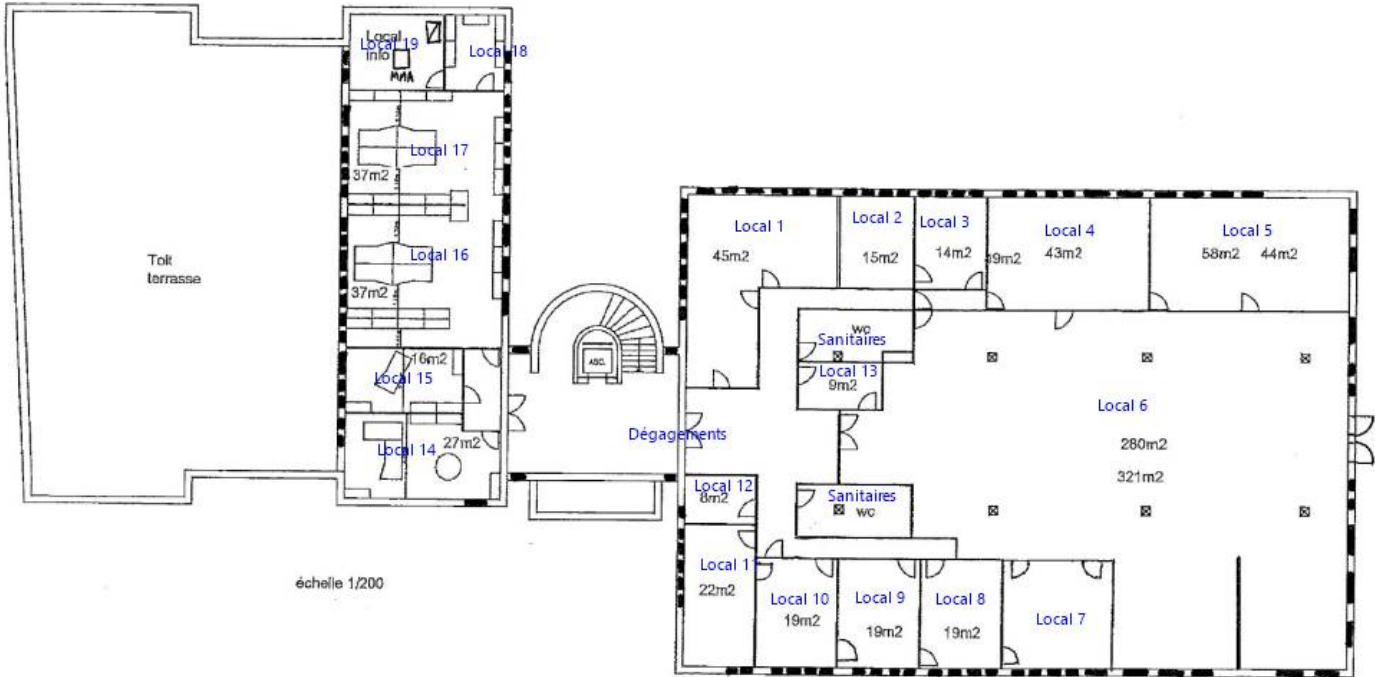 Local
info
Local 19
MNA
Local 18
Local 17
37m2
Local 16
37m2
16m2
Local 15
27m2
Local 14
Toit
terrasse
ASC.
Dégagements
Local 1
45m2
Local 2
15m2
Local 3
14m2
39m2
Local 4
43m2
Local 5
58m2 44m2
wc
Sanitaires
Local 13
9m2
Local 6
280m2
321m2
Local 12
8m2
Sanitaires
wc
Local 11
22m2
Local 10
19m2
Local 9
19m2
Local 8
19m2
Local 7
échelle 1/200